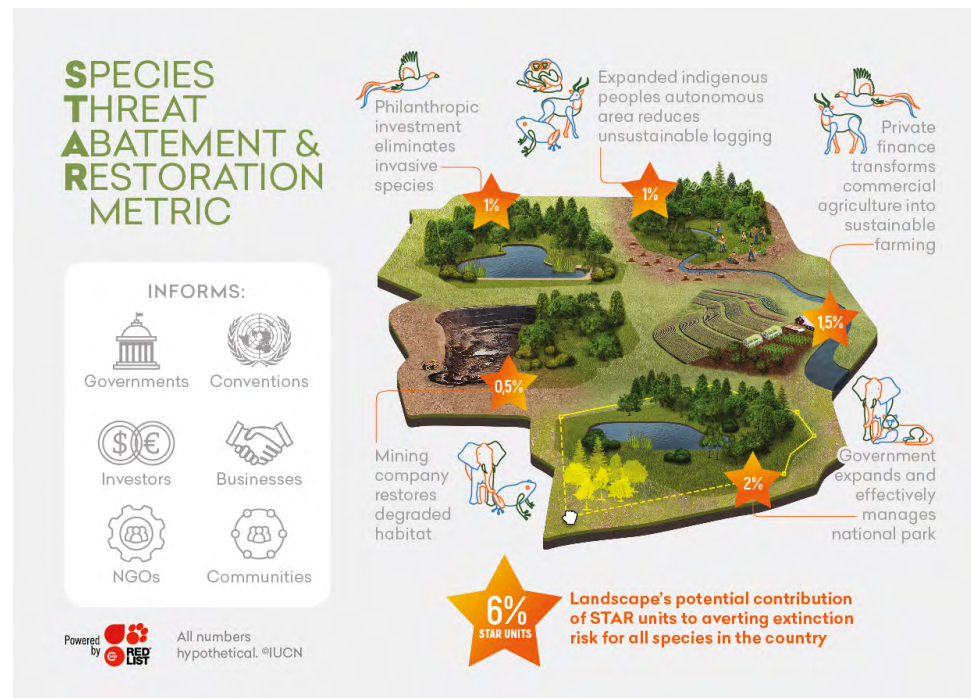 SPECIES
THREAT
ABATEMENT &
RESTORATION
METRIC
INFORMS:
Governments
Conventions
$ €
Investors
Businesses
NGOs
Communities
Powered
by
RED
LIST
All numbers
hypothetical. ©IUCN
Philanthropic
investment
eliminates
invasive
species
1%
Expanded indigenous
peoples autonomous
area reduces
unsustainable logging
1%
Private
finance
transforms
commercial
agriculture into
sustainable
farming
1,5%
0,5%
Mining
company
restores
degraded
habitat
2%
Government
expands and
effectively
manages
national park
6%
STAR UNITS
Landscape's potential contribution
of STAR units to averting extinction
risk for all species in the country